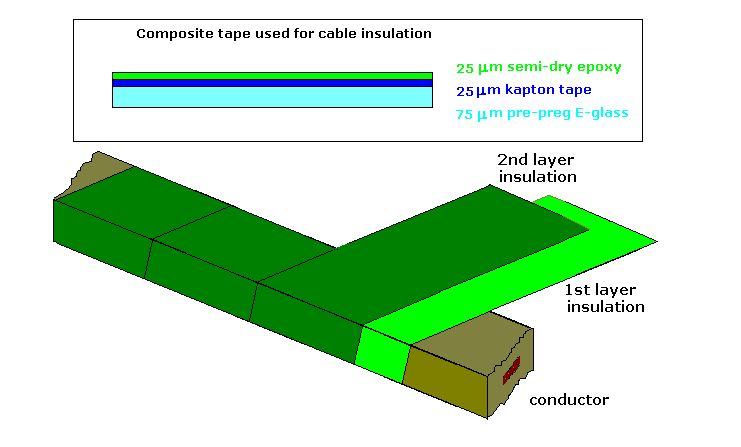 Composite tape used for cable insulation
25 μm semi-dry epoxy
25 μm kapton tape
75 μm pre-preg E-glass
2nd layer
insulation
1st layer
insulation
conductor